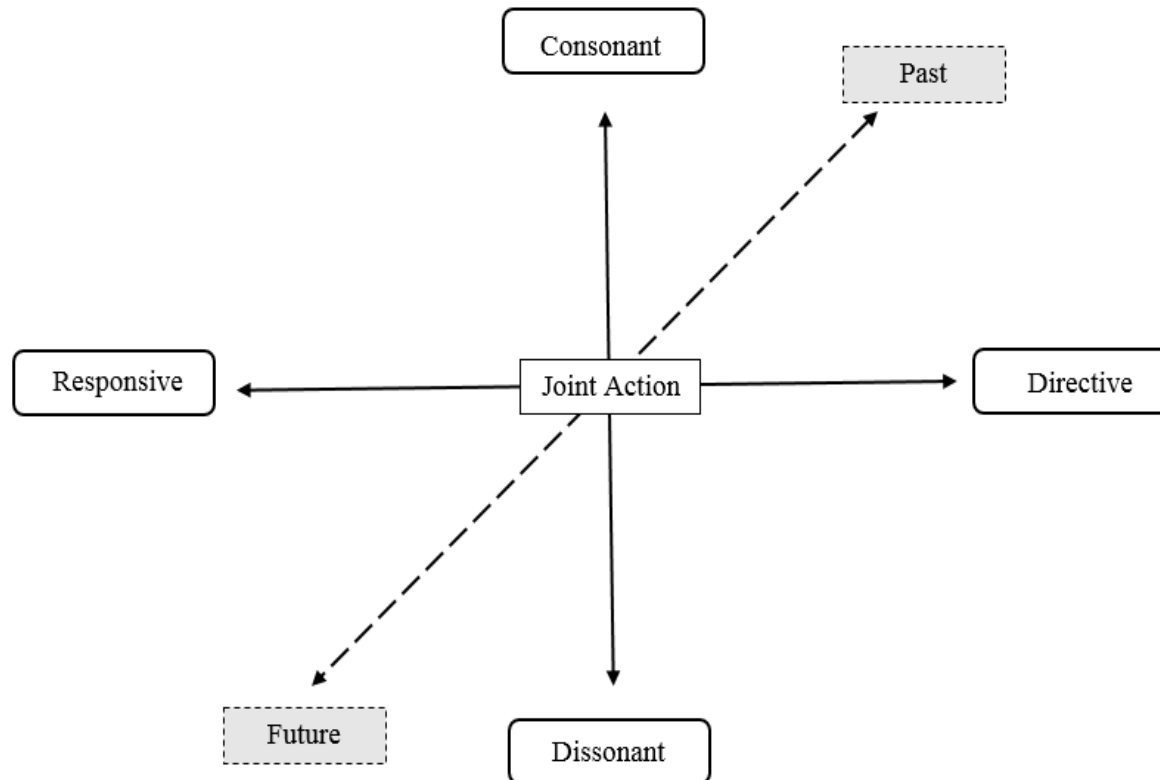 Consonant
Past
Responsive
Joint Action
Directive
Future
Dissonant